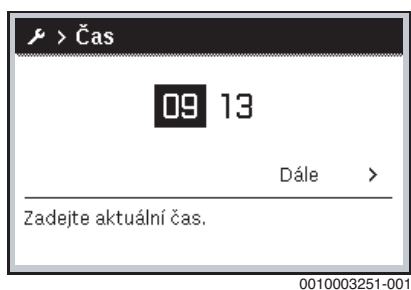 > Čas
09 13
Dále >
Zadejte aktuální čas.
0010003251-001